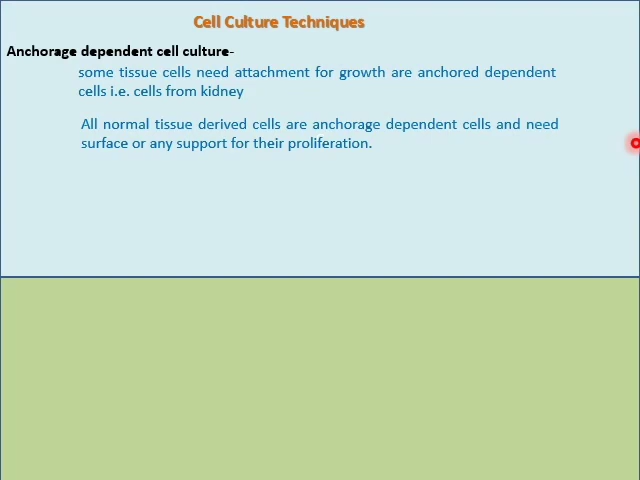 Cell Culture Techniques
Anchorage dependent cell culture-
some tissue cells need attachment for growth are anchored dependent
cells i.e. cells from kidney
All normal tissue derived cells are anchorage dependent cells and need
surface or any support for their proliferation.